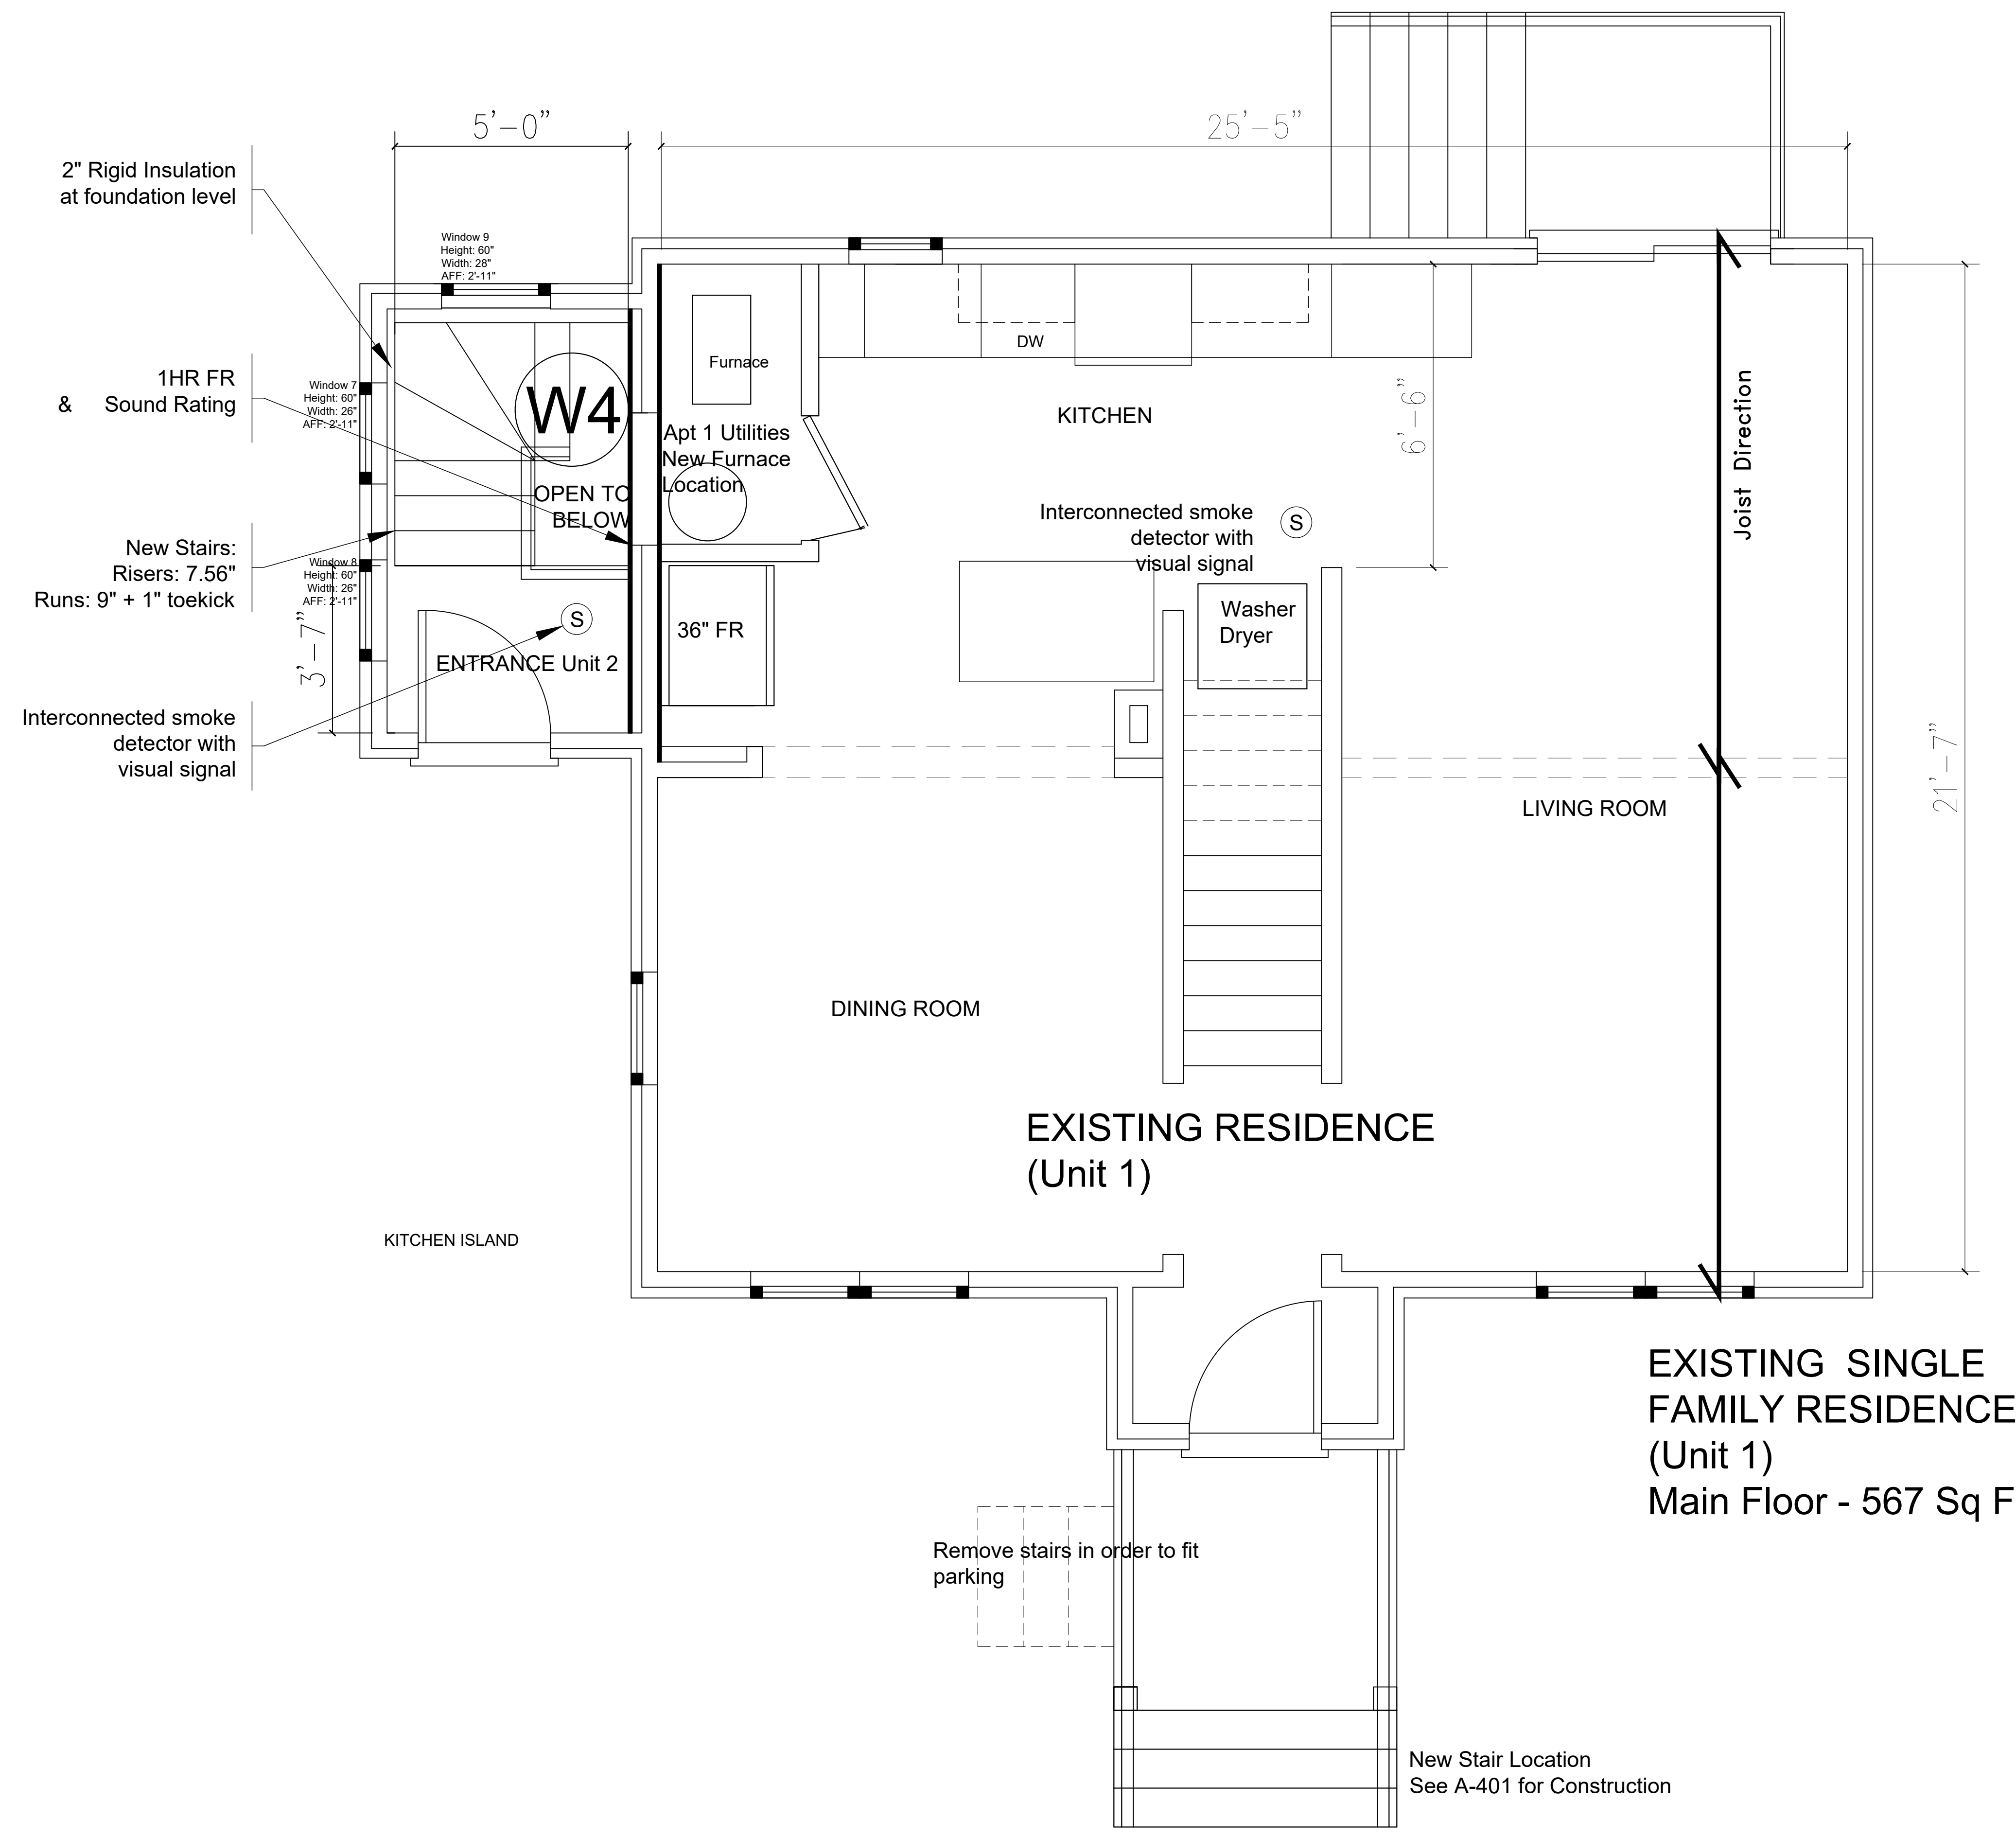 5'-0"
25'-5"
2" Rigid Insulation
at foundation level
Window 9
Height: 60"
Width: 28"
AFF: 2'-11"
1HR FR
& Sound Rating
Window 7
Height: 60"
Width: 26"
AFF: 2'-11"
W4
Furnace
DW
Apt 1 Utilities
New Furnace
Location
KITCHEN
6'-6"
Joist Direction
OPEN TO
BELOW
Interconnected smoke
detector with
visual signal
S
New Stairs:
Risers: 7.56"
Runs: 9" + 1" toekick
Window 8
Height: 60"
Width: 26"
AFF: 2'-11"
3'-7"
S
ENTRANCE Unit 2
36" FR
Washer
Dryer
Interconnected smoke
detector with
visual signal
21'-7"
LIVING ROOM
DINING ROOM
EXISTING RESIDENCE
(Unit 1)
KITCHEN ISLAND
EXISTING SINGLE
FAMILY RESIDENCE
(Unit 1)
Main Floor - 567 Sq F
Remove stairs in order to fit
parking
New Stair Location
See A-401 for Construction